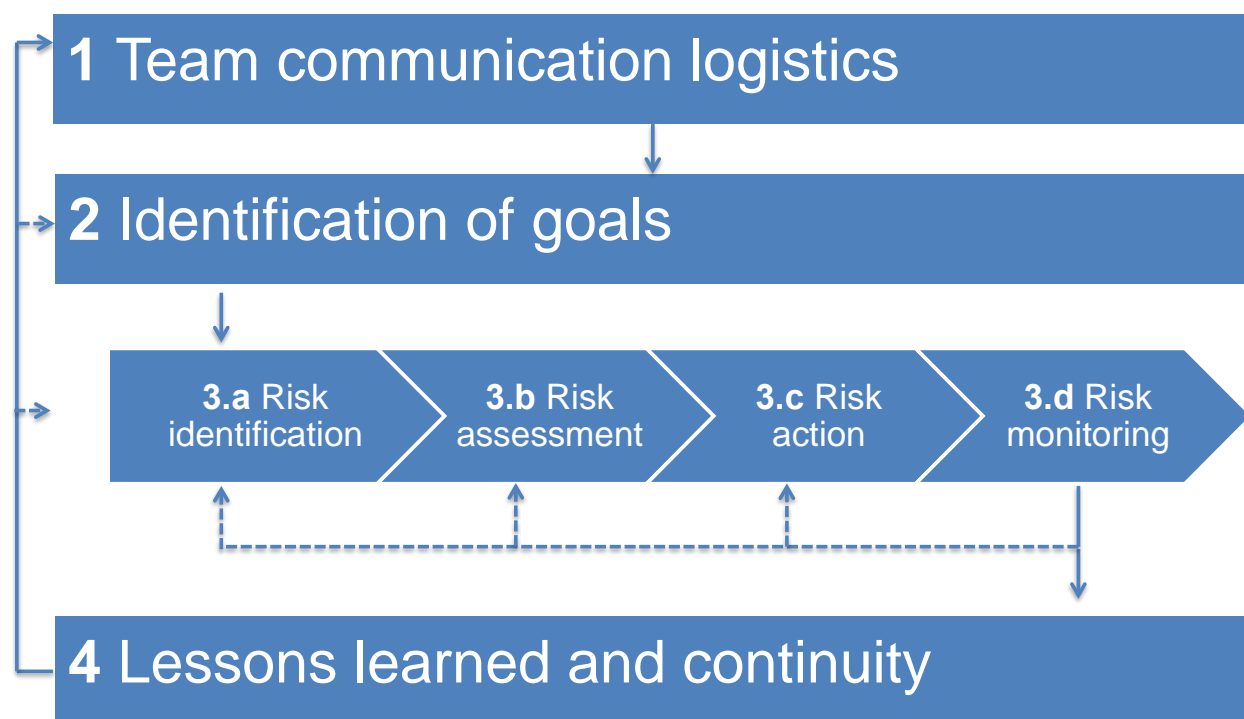 1 Team communication logistics
2 Identification of goals
3.a Risk
identification
3.b Risk
assessment
3.c Risk
action
3.d Risk
monitoring
4 Lessons learned and continuity